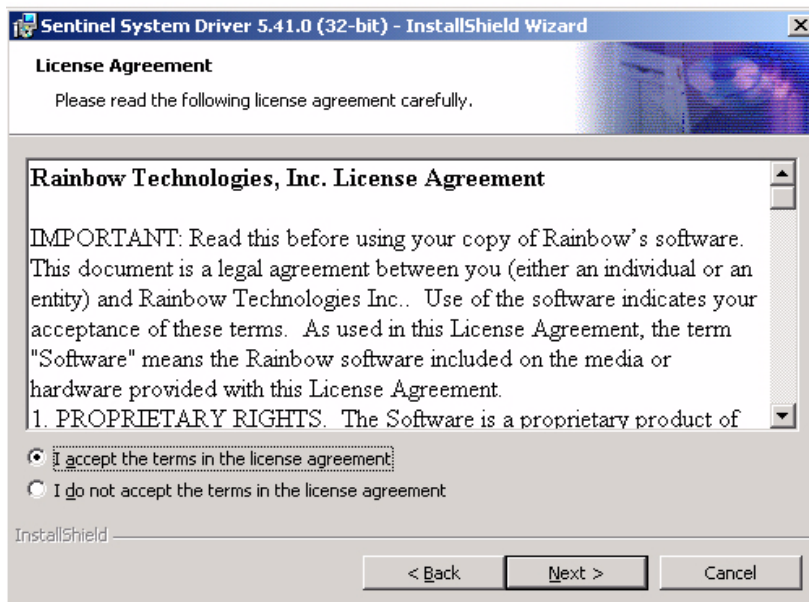 Sentinel System Driver 5.41.0 (32-bit) - InstallShield Wizard
License Agreement
Please read the following license agreement carefully.
Rainbow Technologies, Inc. License Agreement
IMPORTANT: Read this before using your copy of Rainbow's software.
This document is a legal agreement between you (either an individual or an
entity) and Rainbow Technologies Inc..  Use of the software indicates your
acceptance of these terms.  As used in this License Agreement, the term
"Software" means the Rainbow software included on the media or
hardware provided with this License Agreement.
1. PROPRIETARY RIGHTS.  The Software is a proprietary product of
I accept the terms in the license agreement
I do not accept the terms in the license agreement
InstallShield
< Back
Next >
Cancel